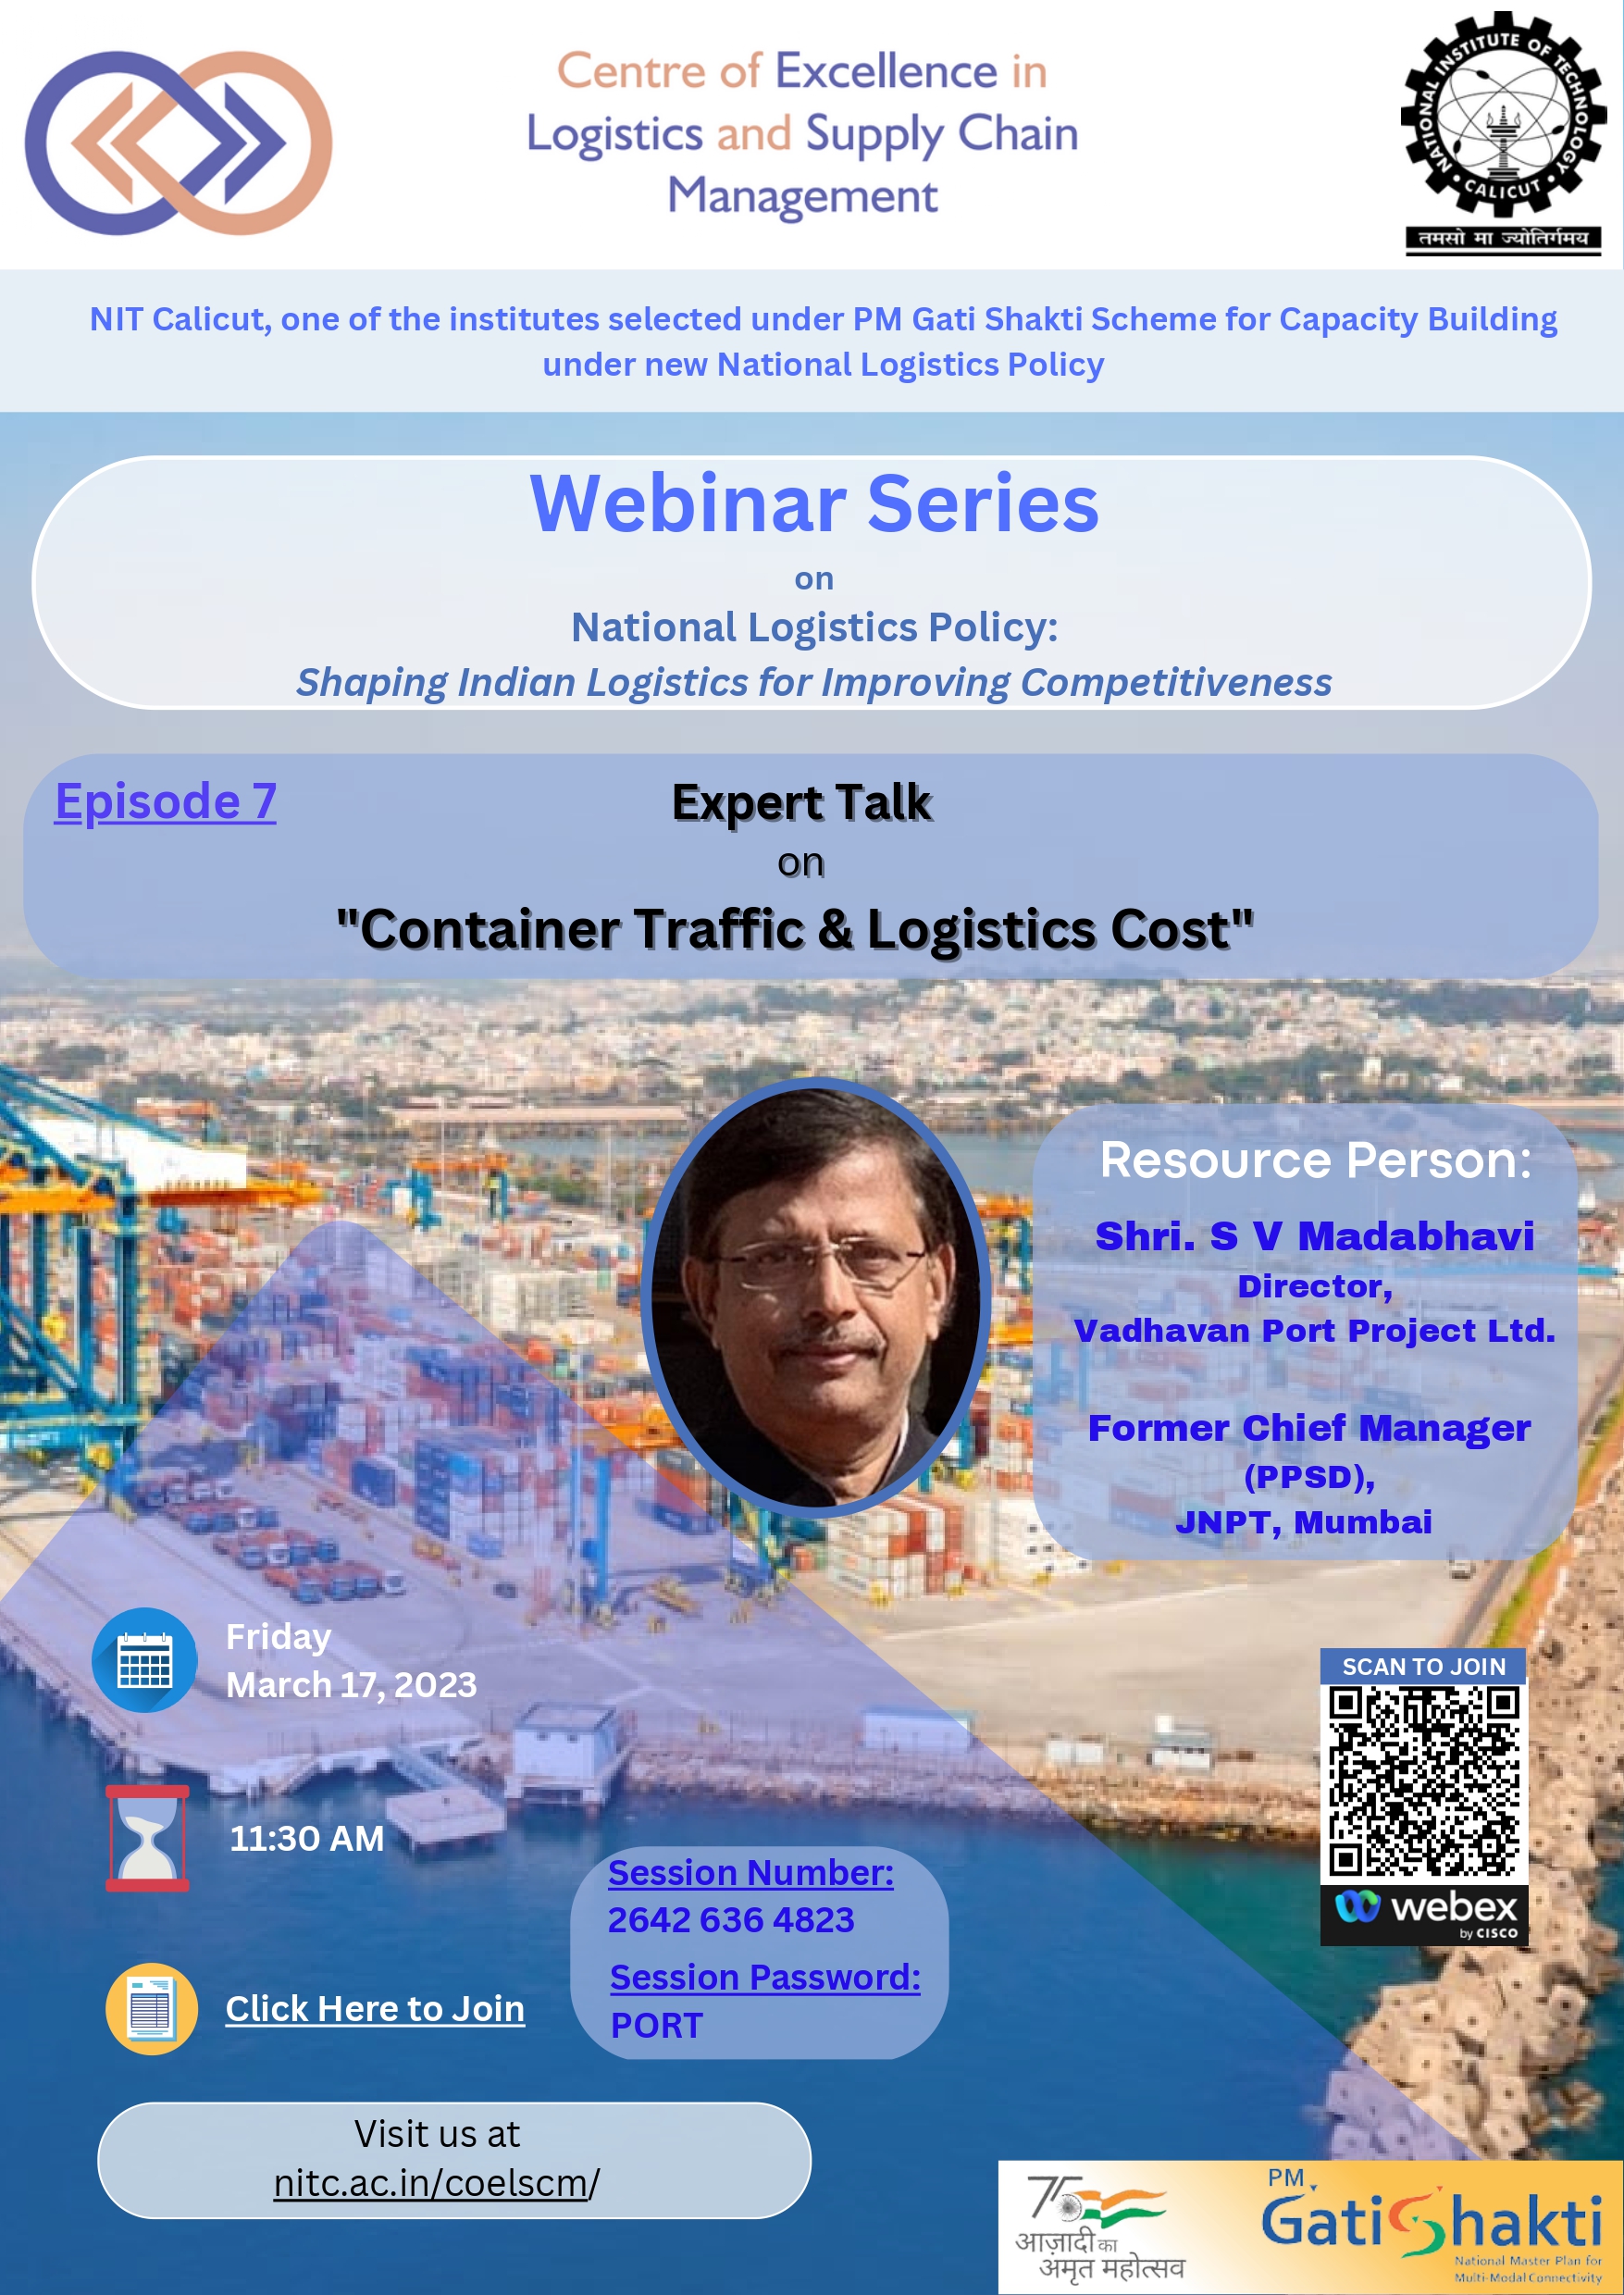 Centre of Excellence in
Logistics and Supply Chain
Management
NATIONAL INSTITUTE OF TECHNOLOGY
• CALICUT •
तमसो मा ज्योतिर्गमय
NIT Calicut, one of the institutes selected under PM Gati Shakti Scheme for Capacity Building
under new National Logistics Policy
Webinar Series
on
National Logistics Policy:
Shaping Indian Logistics for Improving Competitiveness
Episode 7
Expert Talk
on
"Container Traffic & Logistics Cost"
Resource Person:
Shri. S V Madabhavi
Director,
Vadhavan Port Project Ltd.
Former Chief Manager
(PPSD),
JNPT, Mumbai
Friday
March 17, 2023
11:30 AM
Click Here to Join
Session Number:
2642 636 4823
Session Password:
PORT
SCAN TO JOIN
webex
by CISCO
Visit us at
nitc.ac.in/coelscm/
75
आज़ादी का
अमृत महोत्सव
PM
GatiShakti
National Master Plan for
Multi-Modal Connectivity